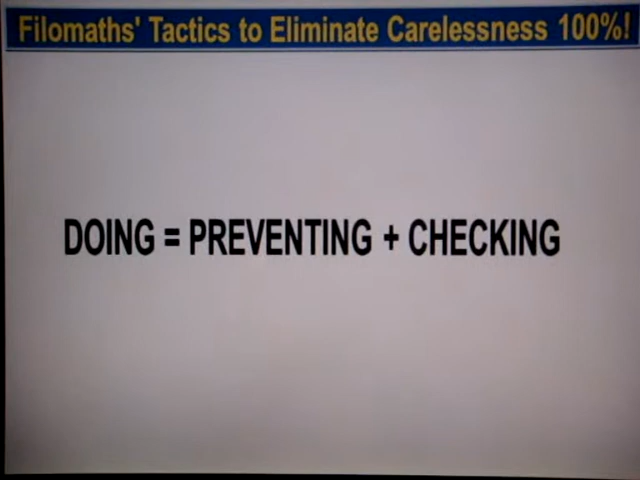 Filomaths' Tactics to Eliminate Carelessness 100%!
DOING = PREVENTING + CHECKING